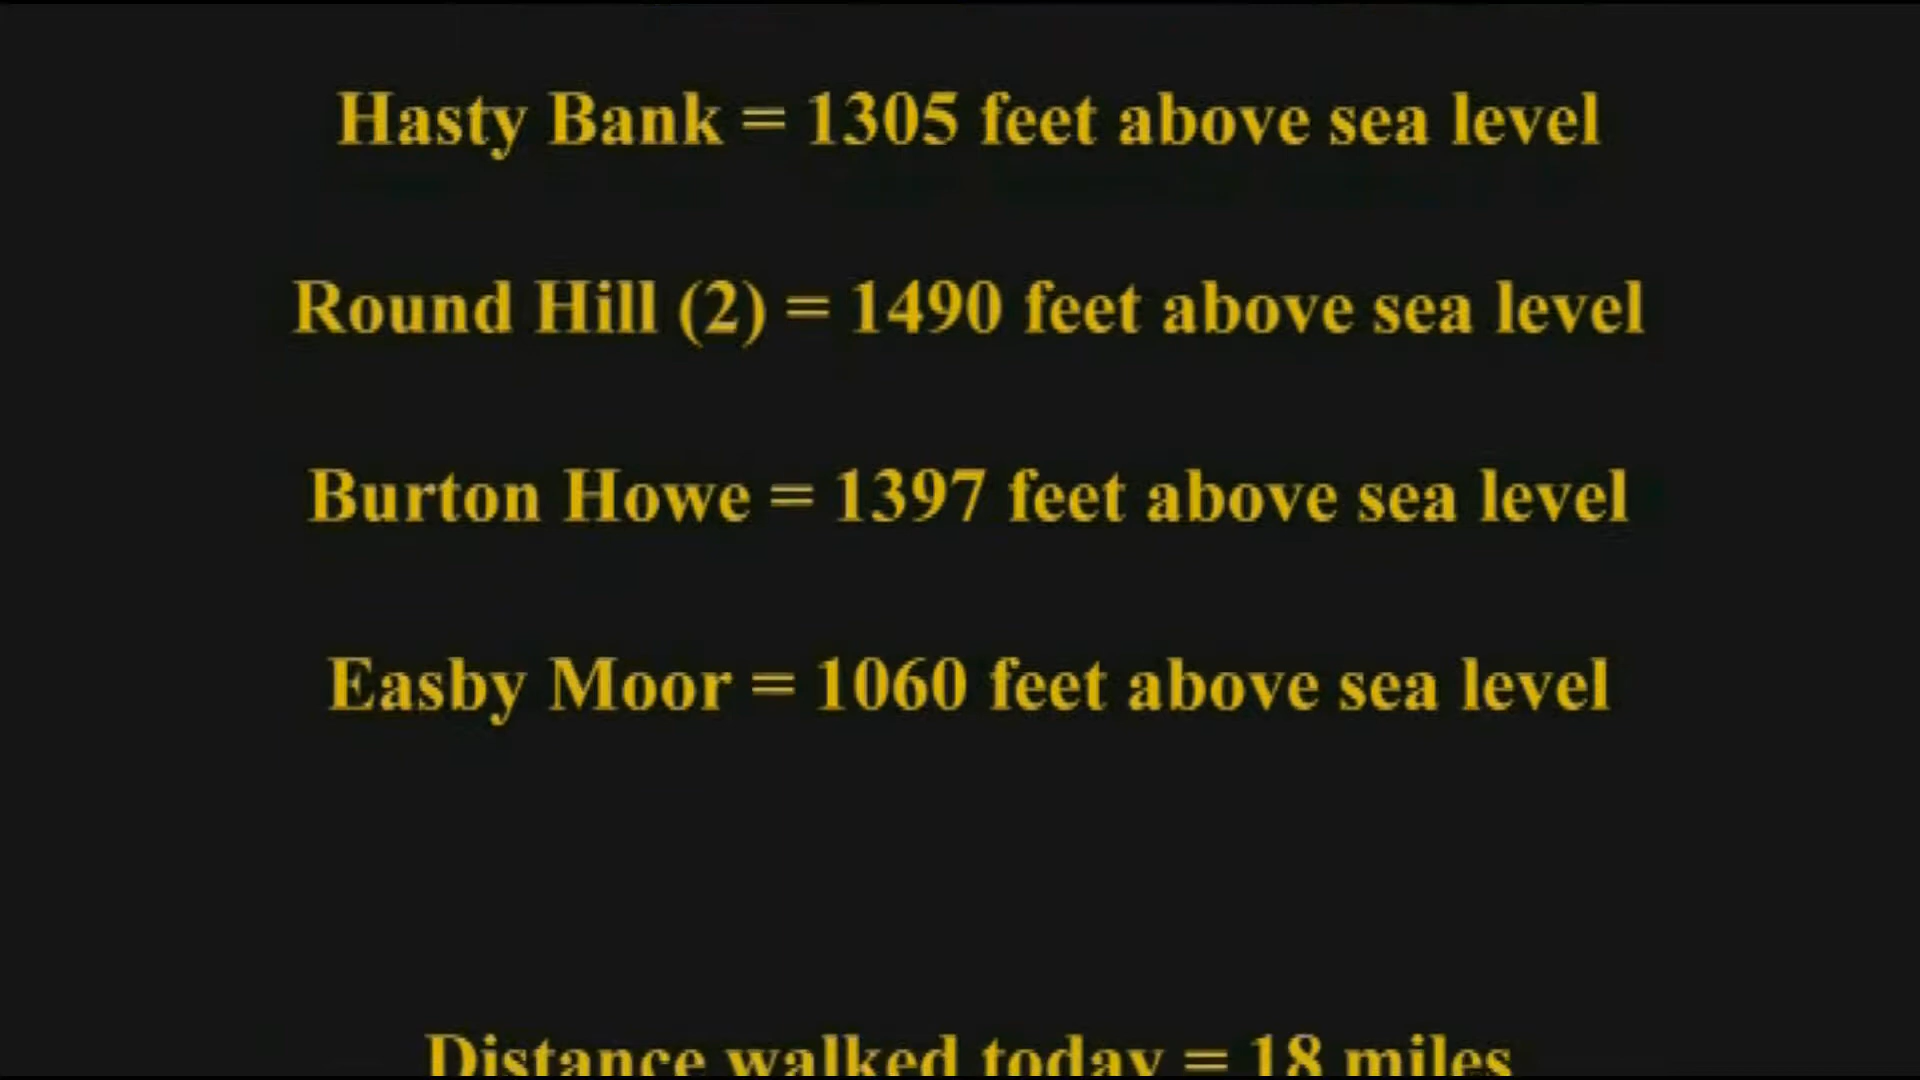 Hasty Bank = 1305 feet above sea level
Round Hill (2) = 1490 feet above sea level
Burton Howe = 1397 feet above sea level
Easby Moor = 1060 feet above sea level
Distance walked today = 18 miles